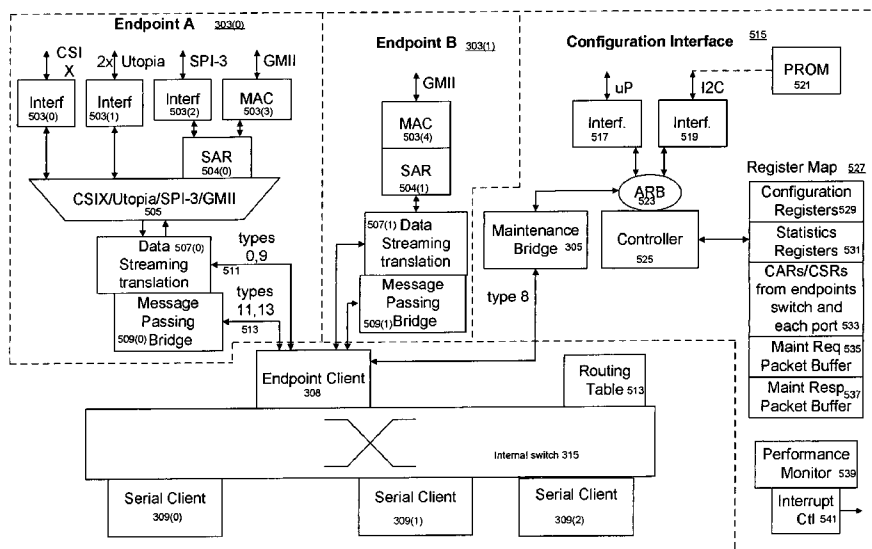 Endpoint A 303(0)
CSI
X
2x Utopia
SPI-3
GMII
Interf
503(0)
Interf
503(1)
Interf
503(2)
MAC
503(3)
SAR
504(0)
CSIX/Utopia/SPI-3/GMII
505
Data 507(0)
Streaming
translation
types
0,9
511
Message
Passing
509(0) Bridge
types
11,13
513
Endpoint B 303(1)
GMII
MAC
503(4)
SAR
504(1)
507(1) Data
Streaming
translation
Message
Passing
509(1) Bridge
Configuration Interface 515
uP
I2C
PROM
521
Interf.
517
Interf.
519
ARB
523
Maintenance
Bridge 305
Controller
525
type 8
Register Map 527
Configuration
Registers 529
Statistics
Registers 531
CARs/CSRs
from endpoints
switch and
each port 533
Maint Req 535
Packet Buffer
Maint Resp 537
Packet Buffer
Endpoint Client
308
Routing
Table 513
Internal switch 315
Serial Client
309(0)
Serial Client
309(1)
Serial Client
309(2)
Performance
Monitor 539
Interrupt
Ctl 541